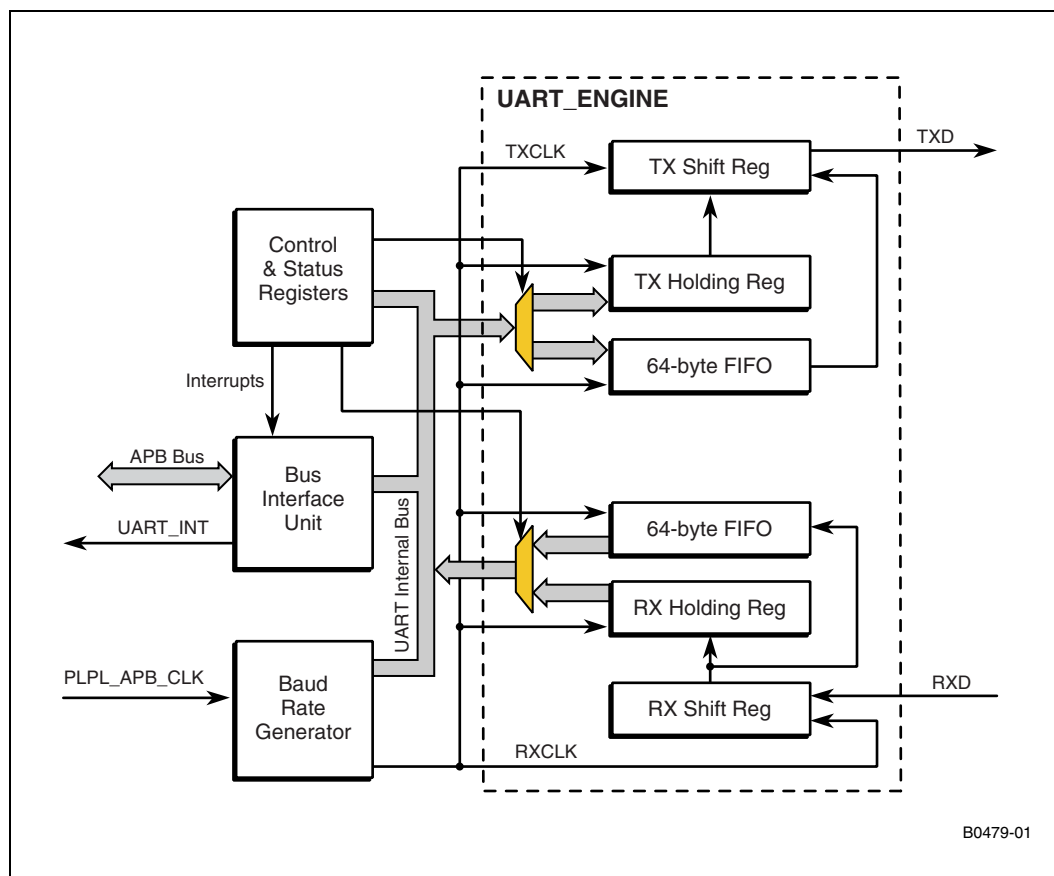 UART_ENGINE
TXCLK
TX Shift Reg
TXD
Control
& Status
Registers
TX Holding Reg
64-byte FIFO
Interrupts
APB Bus
Bus
Interface
Unit
UART_INT
UART Internal Bus
64-byte FIFO
RX Holding Reg
PLPL_APB_CLK
Baud
Rate
Generator
RX Shift Reg
RXD
RXCLK
B0479-01